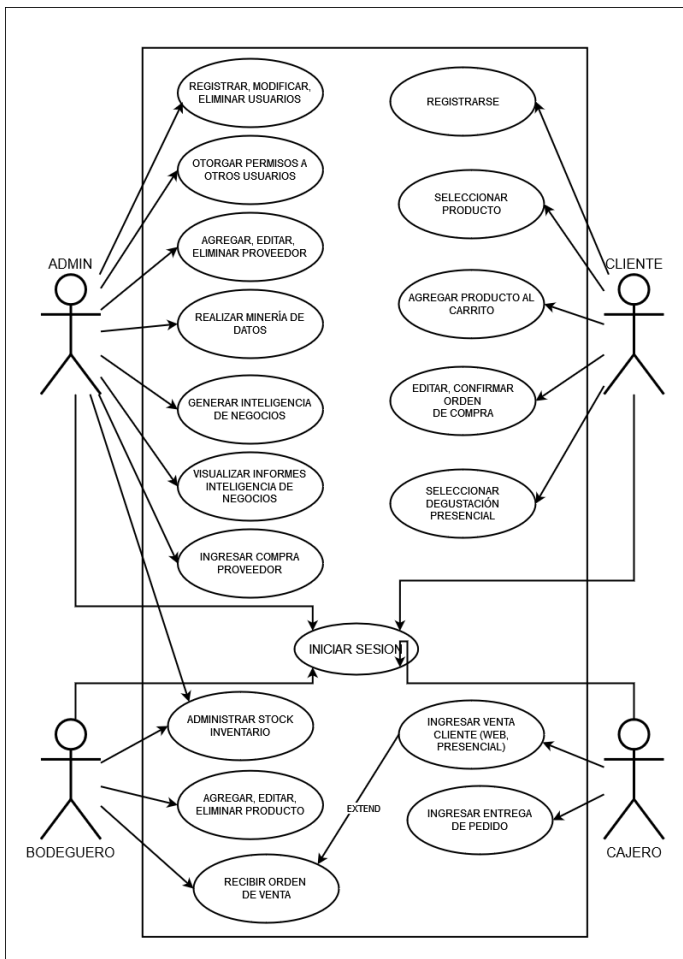 REGISTRAR, MODIFICAR,
ELIMINAR USUARIOS
REGISTRARSE
OTORGAR PERMISOS A
OTROS USUARIOS
SELECCIONAR
PRODUCTO
ADMIN
AGREGAR, EDITAR,
ELIMINAR PROVEEDOR
CLIENTE
AGREGAR PRODUCTO AL
CARRITO
REALIZAR MINERÍA DE
DATOS
GENERAR INTELIGENCIA
DE NEGOCIOS
EDITAR, CONFIRMAR
ORDEN
DE COMPRA
VISUALIZAR INFORMES
INTELIGENCIA DE
NEGOCIOS
SELECCIONAR
DEGUSTACIÓN
PRESENCIAL
INGRESAR COMPRA
PROVEEDOR
INICIAR SESION
ADMINISTRAR STOCK
INVENTARIO
INGRESAR VENTA
CLIENTE (WEB,
PRESENCIAL)
AGREGAR, EDITAR,
ELIMINAR PRODUCTO
EXTEND
INGRESAR ENTREGA
DE PEDIDO
BODEGUERO
CAJERO
RECIBIR ORDEN
DE VENTA